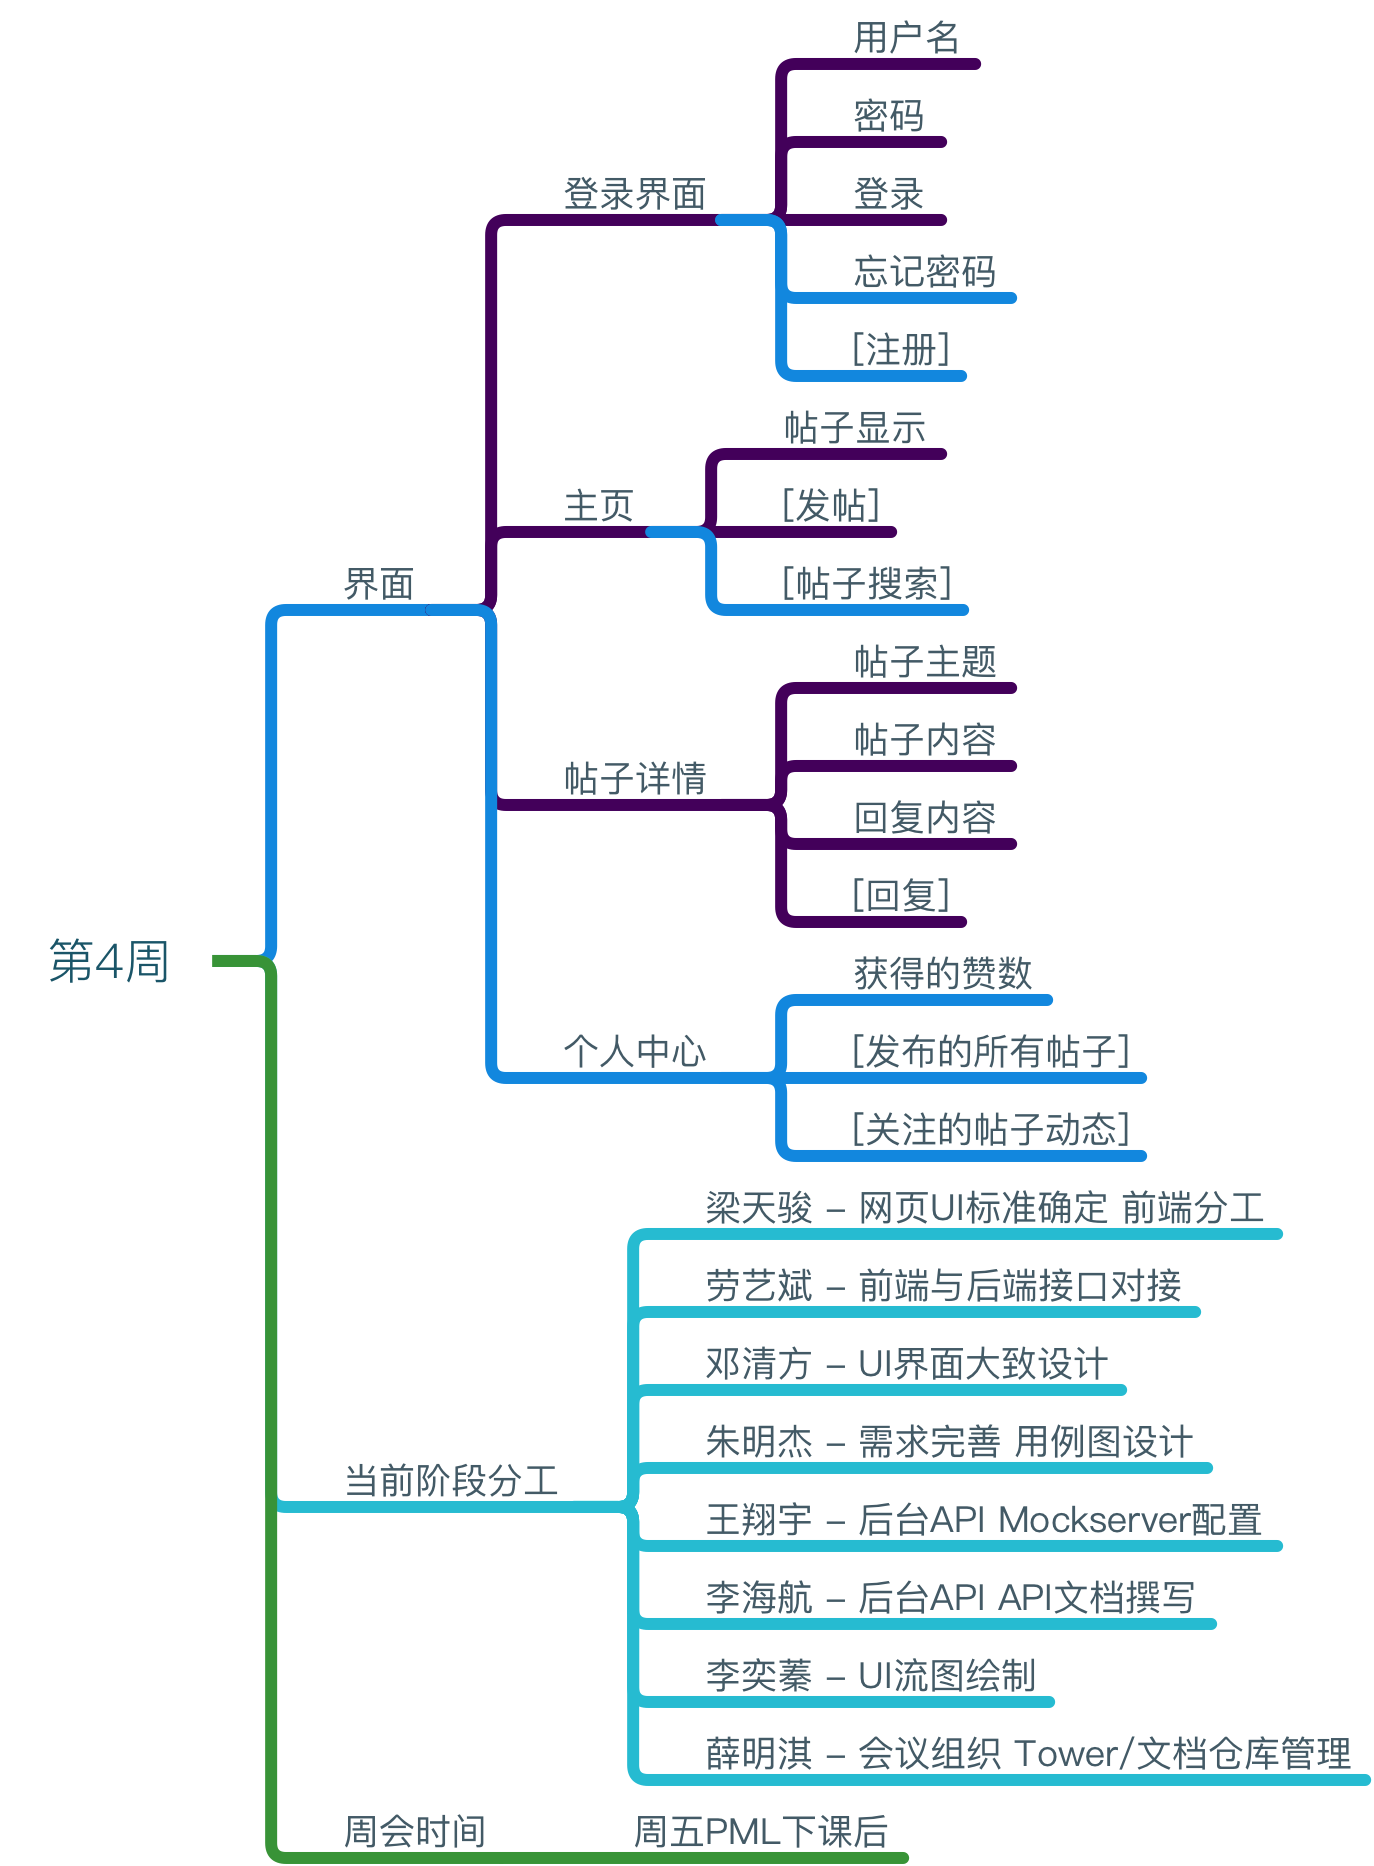 第4周
界面
登录界面
用户名
密码
登录
忘记密码
[注册]
主页
帖子显示
[发帖]
[帖子搜索]
帖子详情
帖子主题
帖子内容
回复内容
[回复]
个人中心
获得的赞数
[发布的所有帖子]
[关注的帖子动态]
当前阶段分工
梁天骏 – 网页UI标准确定 前端分工
劳艺斌 – 前端与后端接口对接
邓清方 – UI界面大致设计
朱明杰 – 需求完善 用例图设计
王翔宇 – 后台API Mockserver配置
李海航 – 后台API API文档撰写
李奕蓁 – UI流图绘制
薛明淇 – 会议组织 Tower/文档仓库管理
周会时间
周五PML下课后